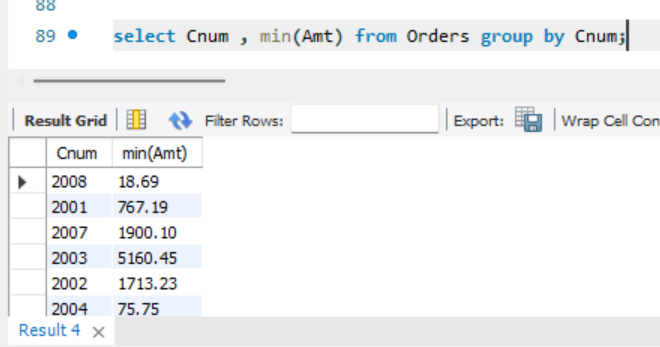 88
89 select Cnum , min(Amt) from Orders group by Cnum;
Result Grid Filter Rows: Export: Wrap Cell Con
Cnum min(Amt)
2008 18.69
2001 767.19
2007 1900.10
2003 5160.45
2002 1713.23
2004 75.75
Result 4 ×